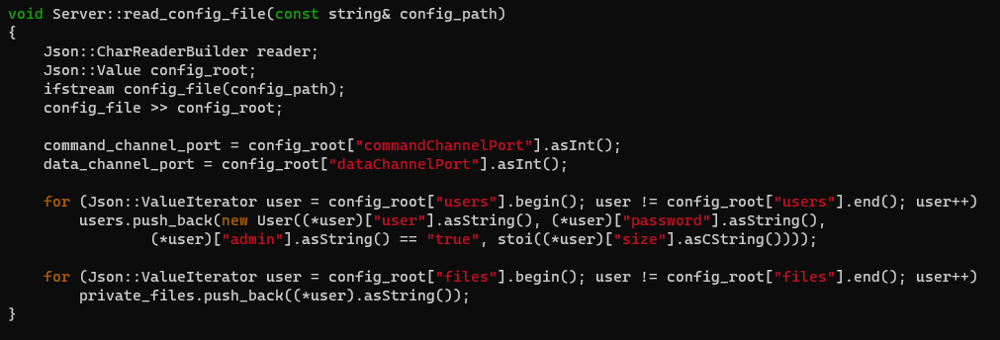 void Server::read_config_file(const string& config_path)
{
    Json::CharReaderBuilder reader;
    Json::Value config_root;
    ifstream config_file(config_path);
    config_file >> config_root;

    command_channel_port = config_root["commandChannelPort"].asInt();
    data_channel_port = config_root["dataChannelPort"].asInt();

    for (Json::ValueIterator user = config_root["users"].begin(); user != config_root["users"].end(); user++)
        users.push_back(new User((*user)["user"].asString(), (*user)["password"].asString(),
                (*user)["admin"].asString() == "true", stoi((*user)["size"].asCString())));

    for (Json::ValueIterator user = config_root["files"].begin(); user != config_root["files"].end(); user++)
        private_files.push_back((*user).asString());
}